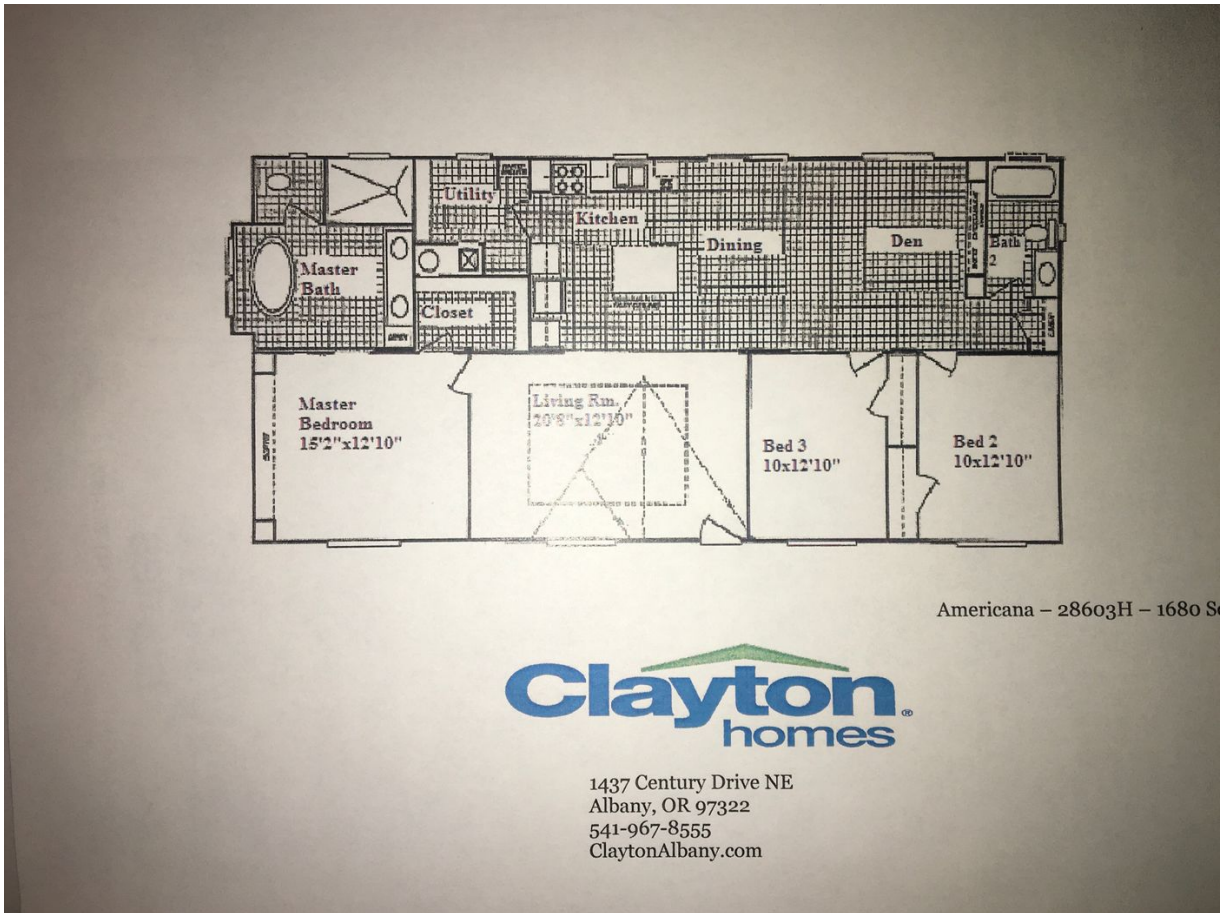 Utility
Kitchen
Dining
Den
Bath
2
Master
Bath
Closet
Master
Bedroom
15'2"x12'10"
Living Rm.
20'8"x12'10"
Bed 3
10x12'10"
Bed 2
10x12'10"
Americana – 28603H – 1680
Clayton®
homes
1437 Century Drive NE
Albany, OR 97322
541-967-8555
ClaytonAlbany.com